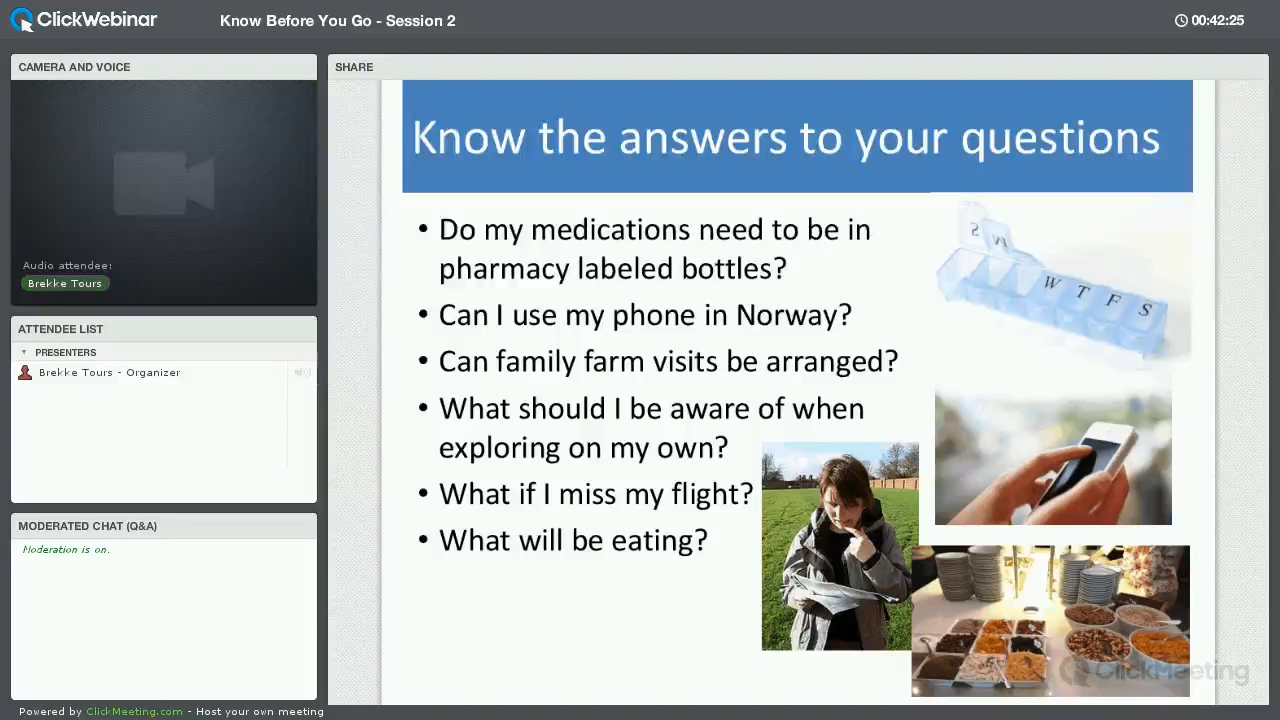 ClickWebinar
Know Before You Go - Session 2
00:42:25
CAMERA AND VOICE
Audio attendee:
Brekke Tours
ATTENDEE LIST
PRESENTERS
Brekke Tours - Organizer
MODERATED CHAT (Q&A)
Moderation is on.
SHARE
Know the answers to your questions
• Do my medications need to be in
pharmacy labeled bottles?
• Can I use my phone in Norway?
• Can family farm visits be arranged?
• What should I be aware of when
exploring on my own?
• What if I miss my flight?
• What will be eating?
S M
W T F S
ClickMeeting
Powered by ClickMeeting.com - Host your own meeting